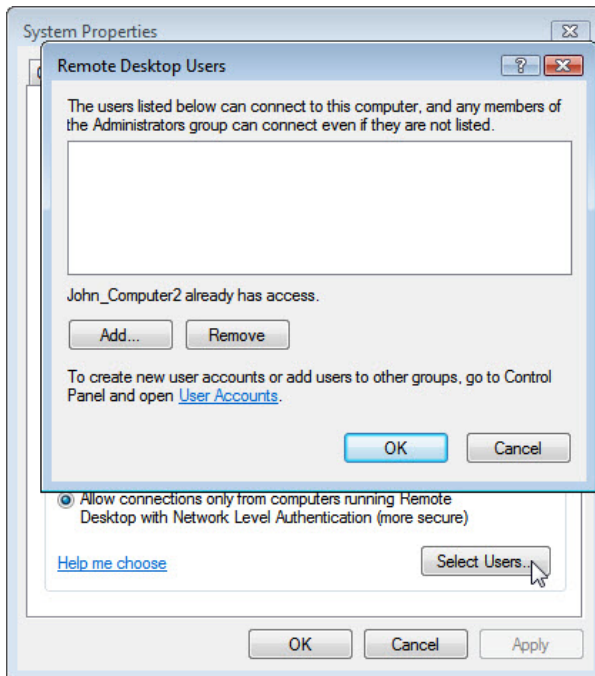 System Properties
Remote Desktop Users
The users listed below can connect to this computer, and any members of
the Administrators group can connect even if they are not listed.
John_Computer2 already has access.
Add... Remove
To create new user accounts or add users to other groups, go to Control
Panel and open User Accounts.
OK Cancel
Allow connections only from computers running Remote
Desktop with Network Level Authentication (more secure)
Help me choose Select Users...
OK Cancel Apply